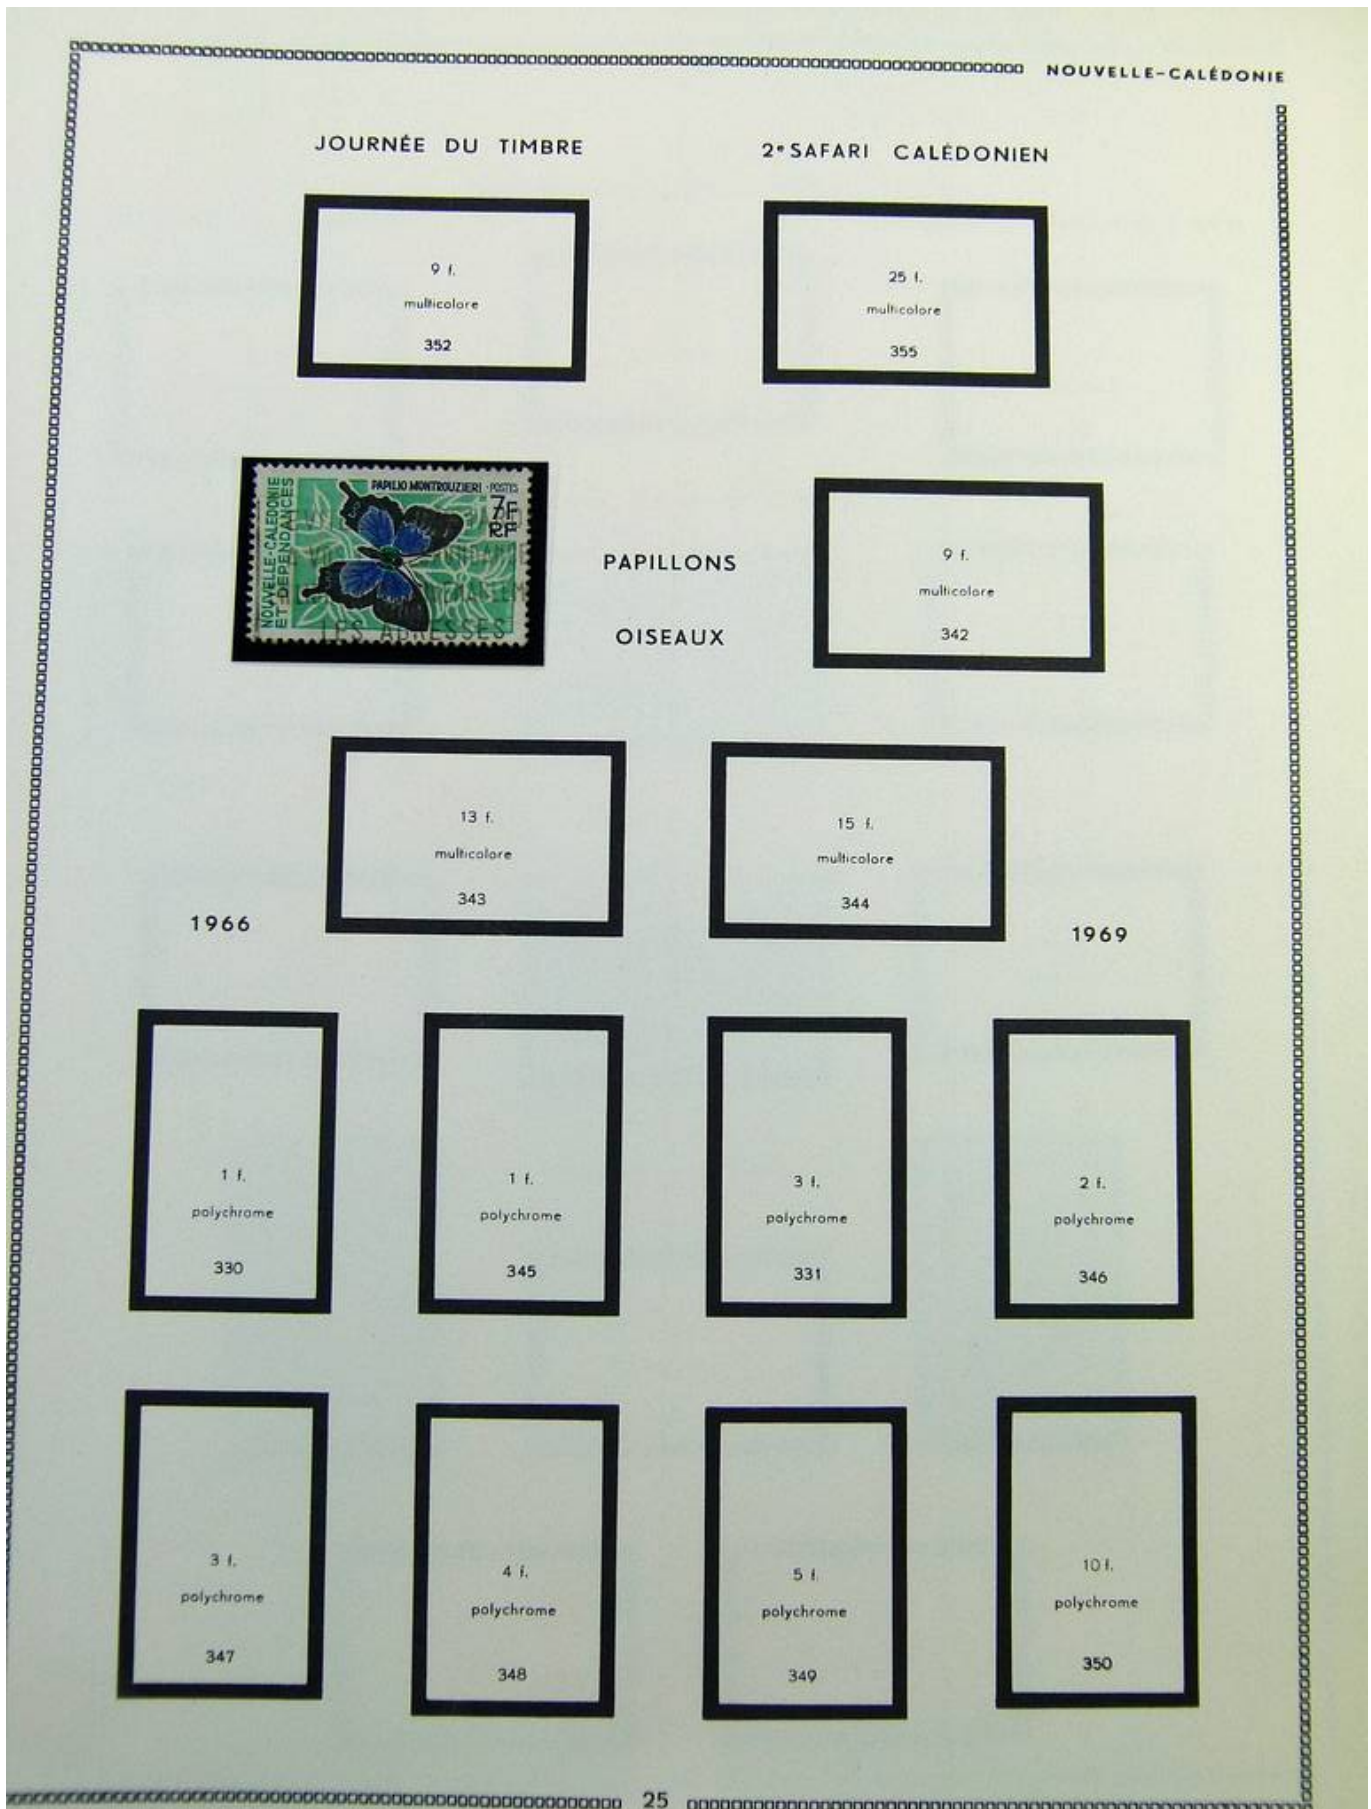 NOUVELLE-CALÉDONIE
JOURNÉE DU TIMBRE
2e SAFARI CALÉDONIEN
9 f.
multicolore
352
25 f.
multicolore
355
PAPILIO MONTROUZIERI · POSTES
7F
RF
NOUVELLE-CALEDONIE
ET DEPENDANCES
LES ADRESSES
PAPILLONS
OISEAUX
9 f.
multicolore
342
13 f.
multicolore
343
15 f.
multicolore
344
1966
1969
1 f.
polychrome
330
1 f.
polychrome
345
3 f.
polychrome
331
2 f.
polychrome
346
3 f.
polychrome
347
4 f.
polychrome
348
5 f.
polychrome
349
10 f.
polychrome
350
25